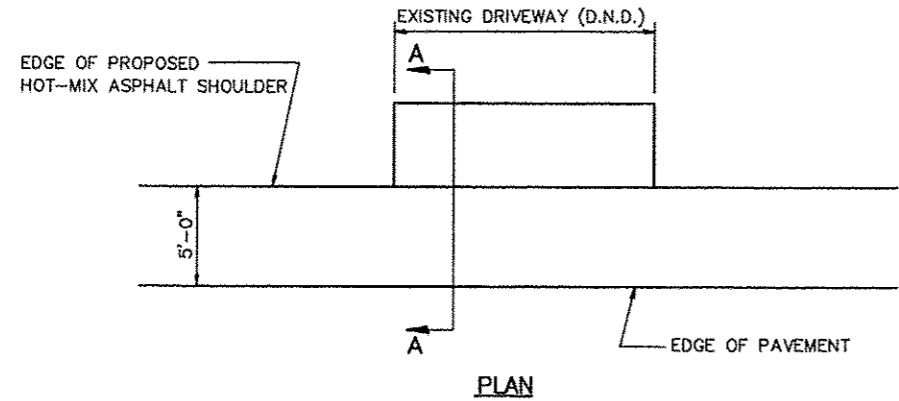 EXISTING DRIVEWAY (D.N.D.)
A
EDGE OF PROPOSED
HOT-MIX ASPHALT SHOULDER
5'-0"
A
EDGE OF PAVEMENT
PLAN